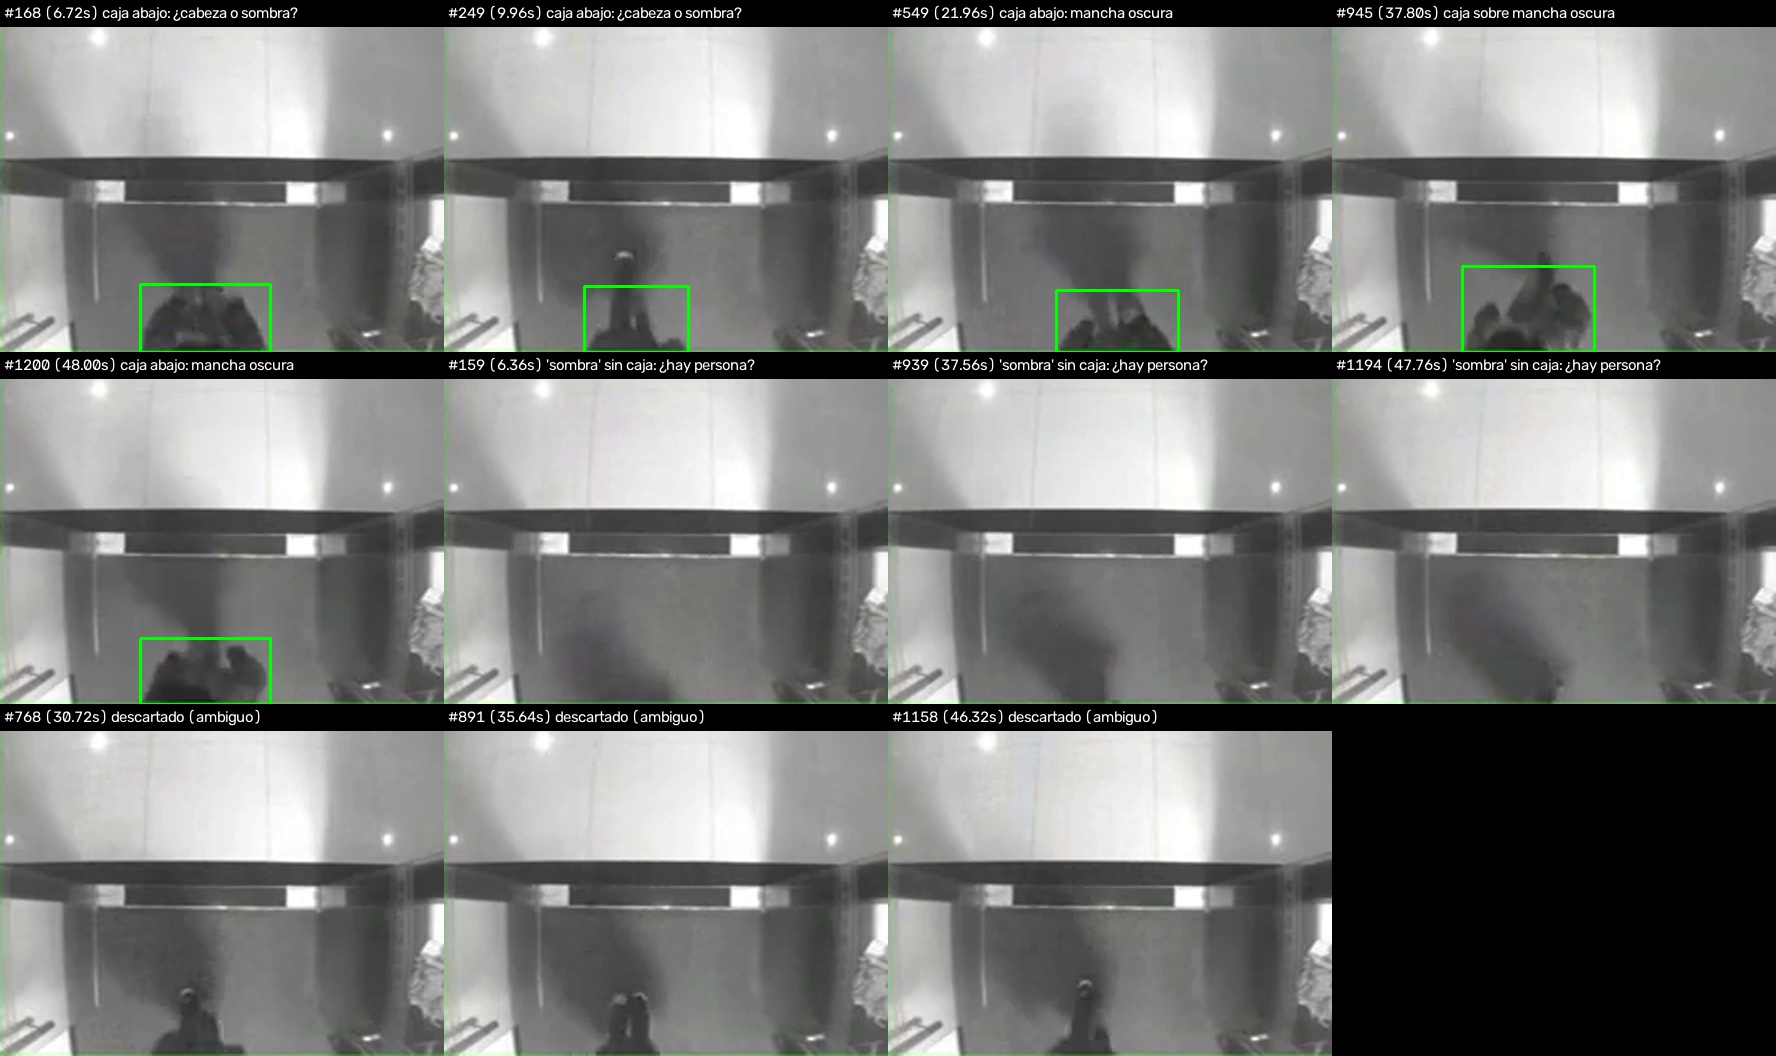 #168 (6.72s) caja abajo: ¿cabeza o sombra?
#249 (9.96s) caja abajo: ¿cabeza o sombra?
#549 (21.96s) caja abajo: mancha oscura
#945 (37.80s) caja sobre mancha oscura
#1200 (48.00s) caja abajo: mancha oscura
#159 (6.36s) 'sombra' sin caja: ¿hay persona?
#939 (37.56s) 'sombra' sin caja: ¿hay persona?
#1194 (47.76s) 'sombra' sin caja: ¿hay persona?
#768 (30.72s) descartado (ambiguo)
#891 (35.64s) descartado (ambiguo)
#1158 (46.32s) descartado (ambiguo)